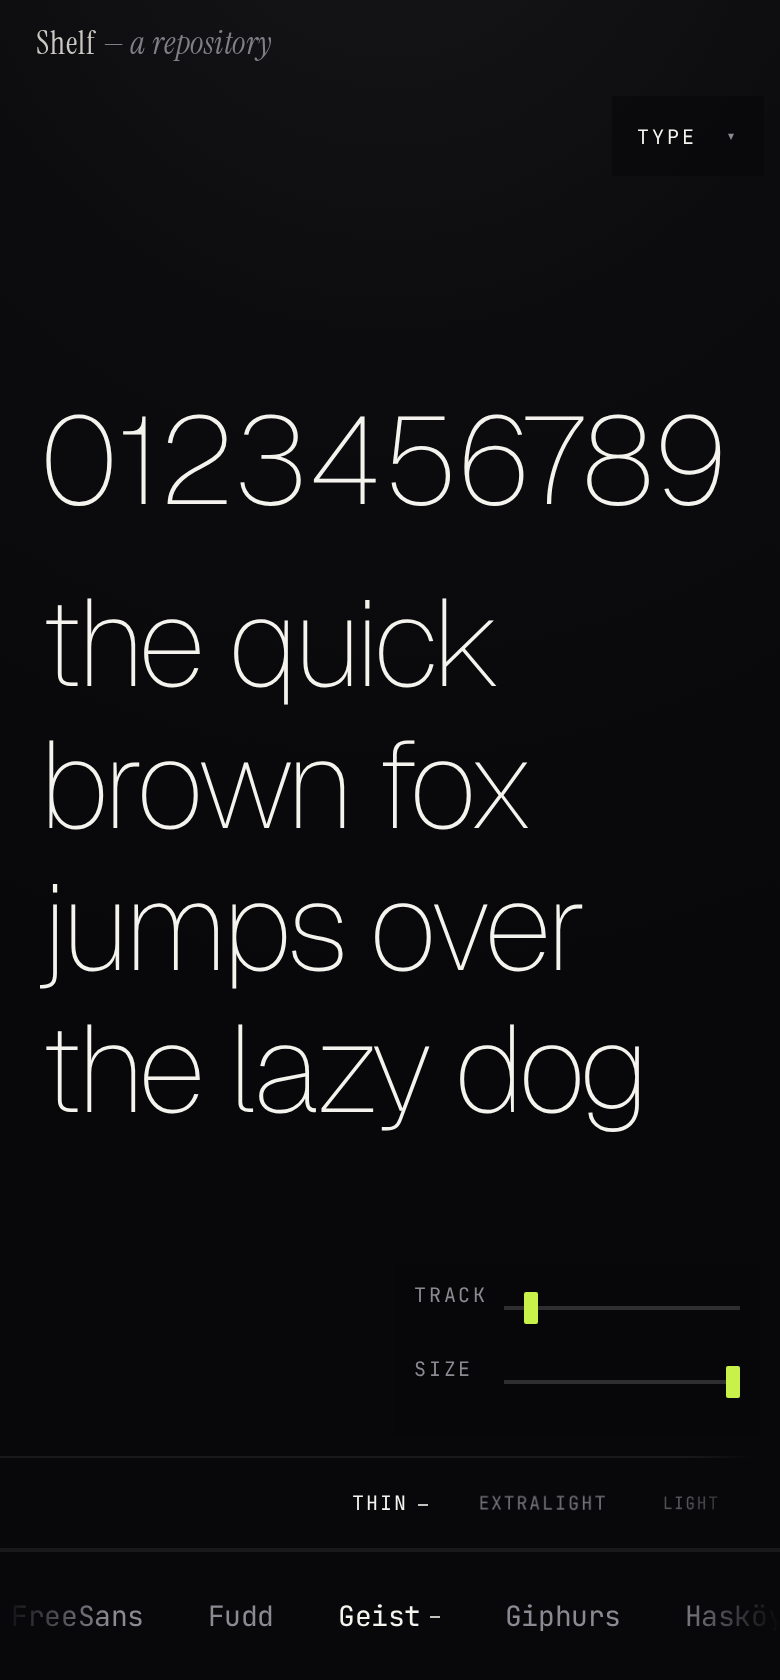 Shelf — a repository
TYPE ▾
0123456789
the quick
brown fox
jumps over
the lazy dog
TRACK
SIZE
THIN – EXTRALIGHT LIGHT
FreeSans Fudd Geist – Giphurs